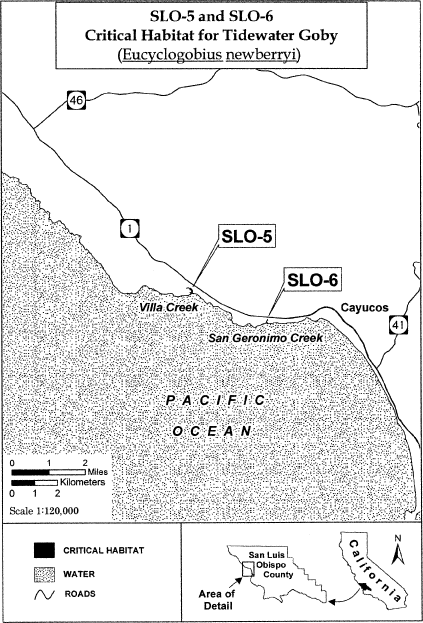 SLO-5 and SLO-6
Critical Habitat for Tidewater Goby
(Eucyclogobius newberryi)
46
1
SLO-5
SLO-6
Cayucos
Villa Creek
41
San Geronimo Creek
PACIFIC
OCEAN
0 1 2
Miles
Kilometers
0 1 2
Scale 1:120,000
CRITICAL HABITAT
WATER
ROADS
San Luis
Obispo
County
Area of
Detail
California
N